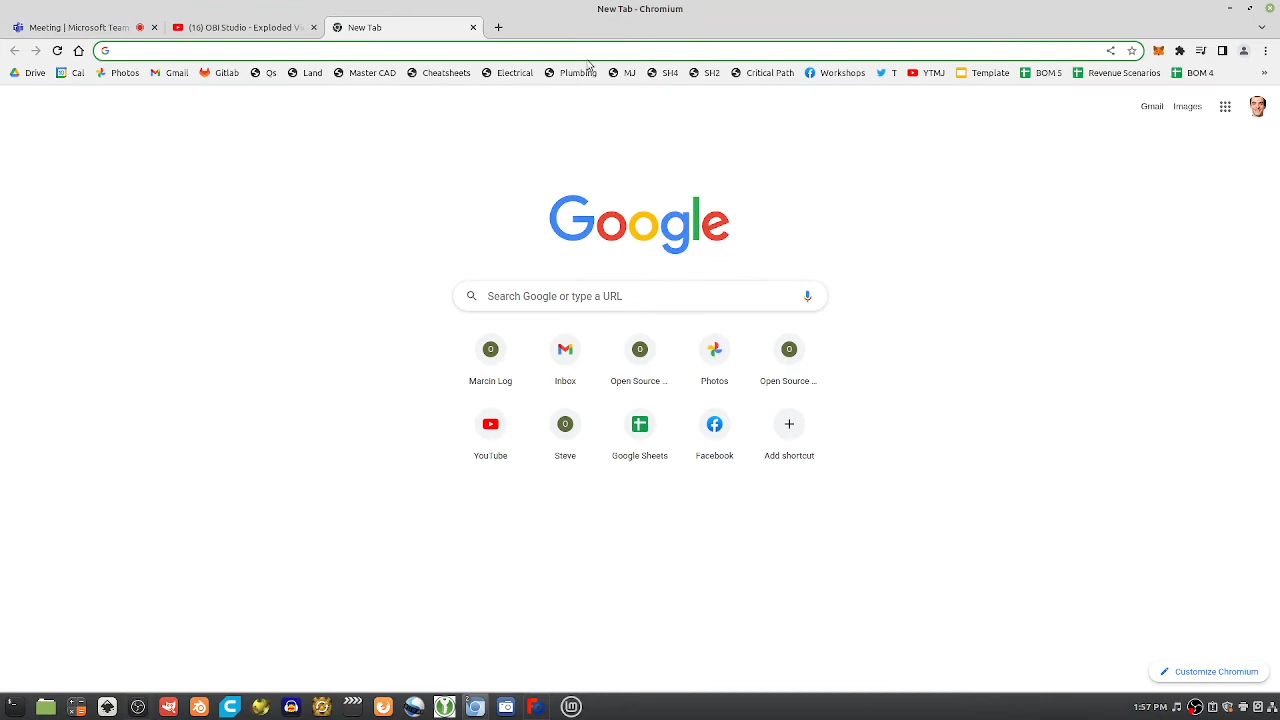 New Tab - Chromium
Meeting | Microsoft Team
(16) OBI Studio - Exploded Vi
New Tab
Drive
Cal
Photos
Gmail
Gitlab
Qs
Land
Master CAD
Cheatsheets
Electrical
Plumbing
MJ
SH4
SH2
Critical Path
Workshops
T
YTMJ
Template
BOM 5
Revenue Scenarios
BOM 4
»
Gmail
Images
Google
Search Google or type a URL
Marcin Log
Inbox
Open Source ...
Photos
Open Source ...
YouTube
Steve
Google Sheets
Facebook
Add shortcut
Customize Chromium
1:57 PM